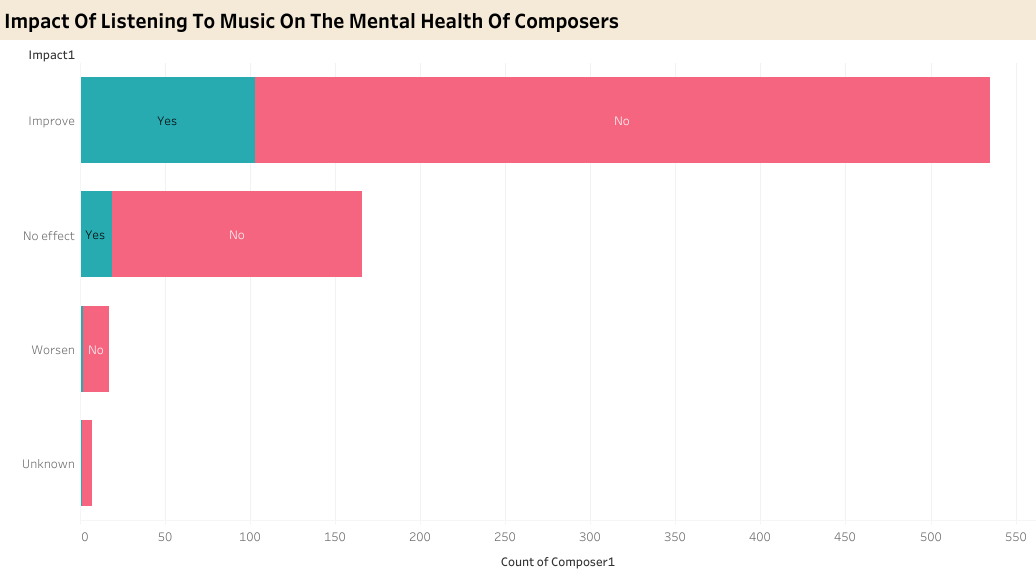 Impact Of Listening To Music On The Mental Health Of Composers
Impact1
Improve
Yes
No
No effect
Yes
No
Worsen
No
Unknown
0 50 100 150 200 250 300 350 400 450 500 550
Count of Composer1